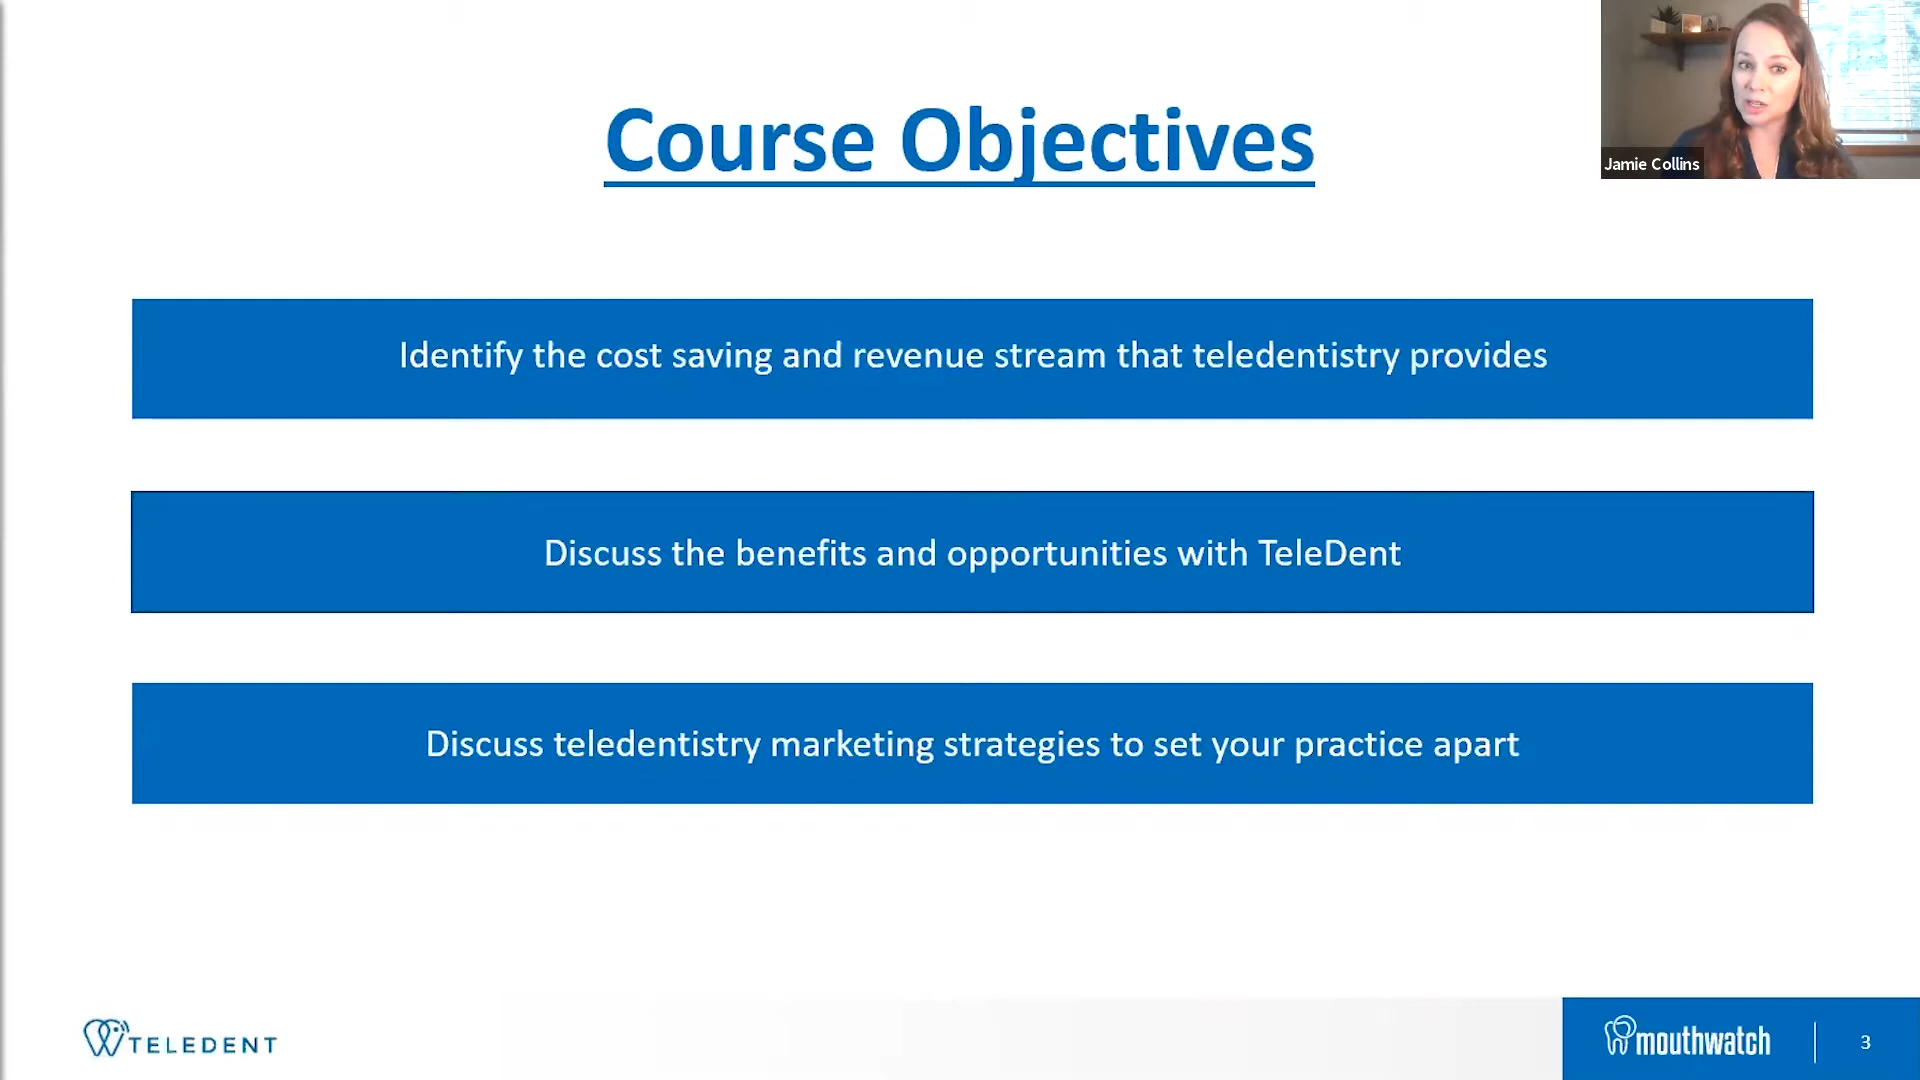 Course Objectives
Jamie Collins
Identify the cost saving and revenue stream that teledentistry provides
Discuss the benefits and opportunities with TeleDent
Discuss teledentistry marketing strategies to set your practice apart
TELEDENT
mouthwatch
3